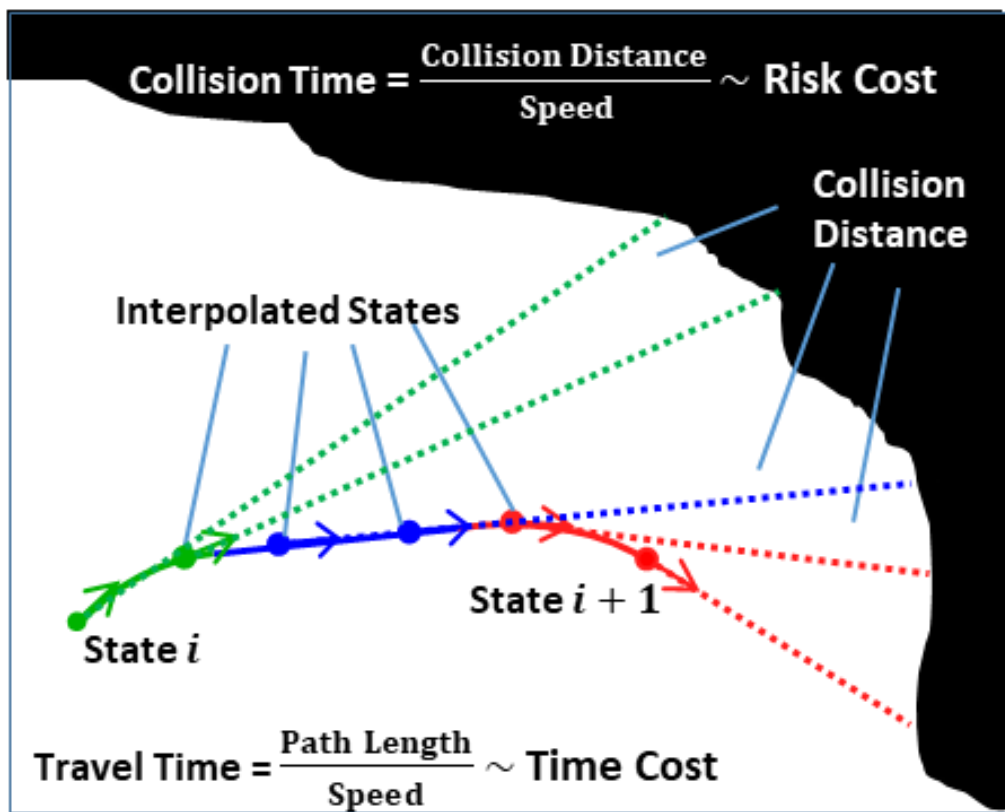 Collision Time = Collision Distance / Speed ~ Risk Cost
Collision
Distance
Interpolated States
State i + 1
State i
Travel Time = Path Length / Speed ~ Time Cost